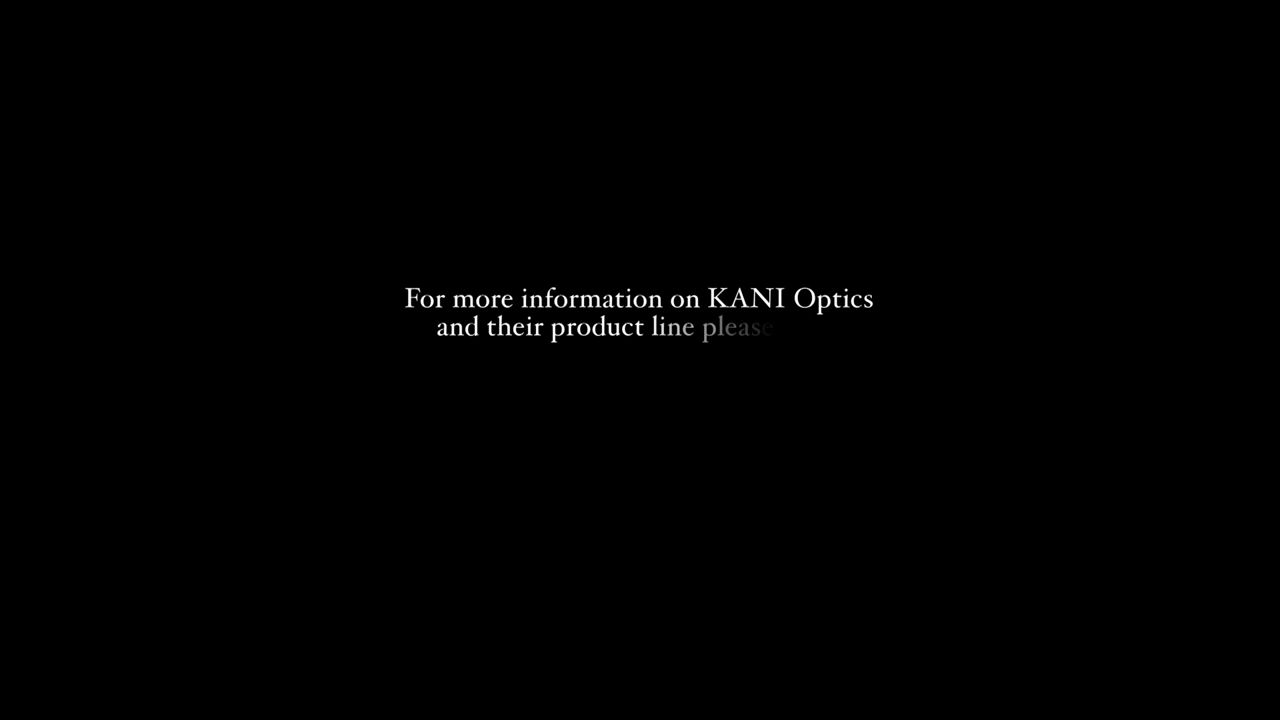 For more information on KANI Optics
and their product line please